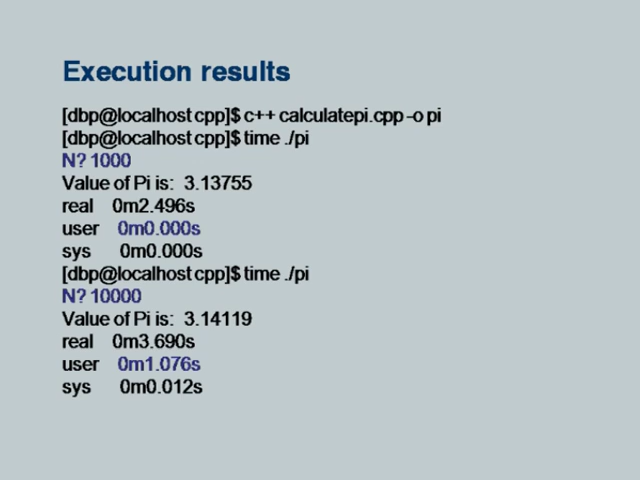 Execution results
[dbp@localhost cpp]$ c++ calculatepi.cpp -o pi
[dbp@localhost cpp]$ time ./pi
N? 1000
Value of Pi is: 3.13755
real 0m2.496s
user 0m0.000s
sys 0m0.000s
[dbp@localhost cpp]$ time ./pi
N? 10000
Value of Pi is: 3.14119
real 0m3.690s
user 0m1.076s
sys 0m0.012s